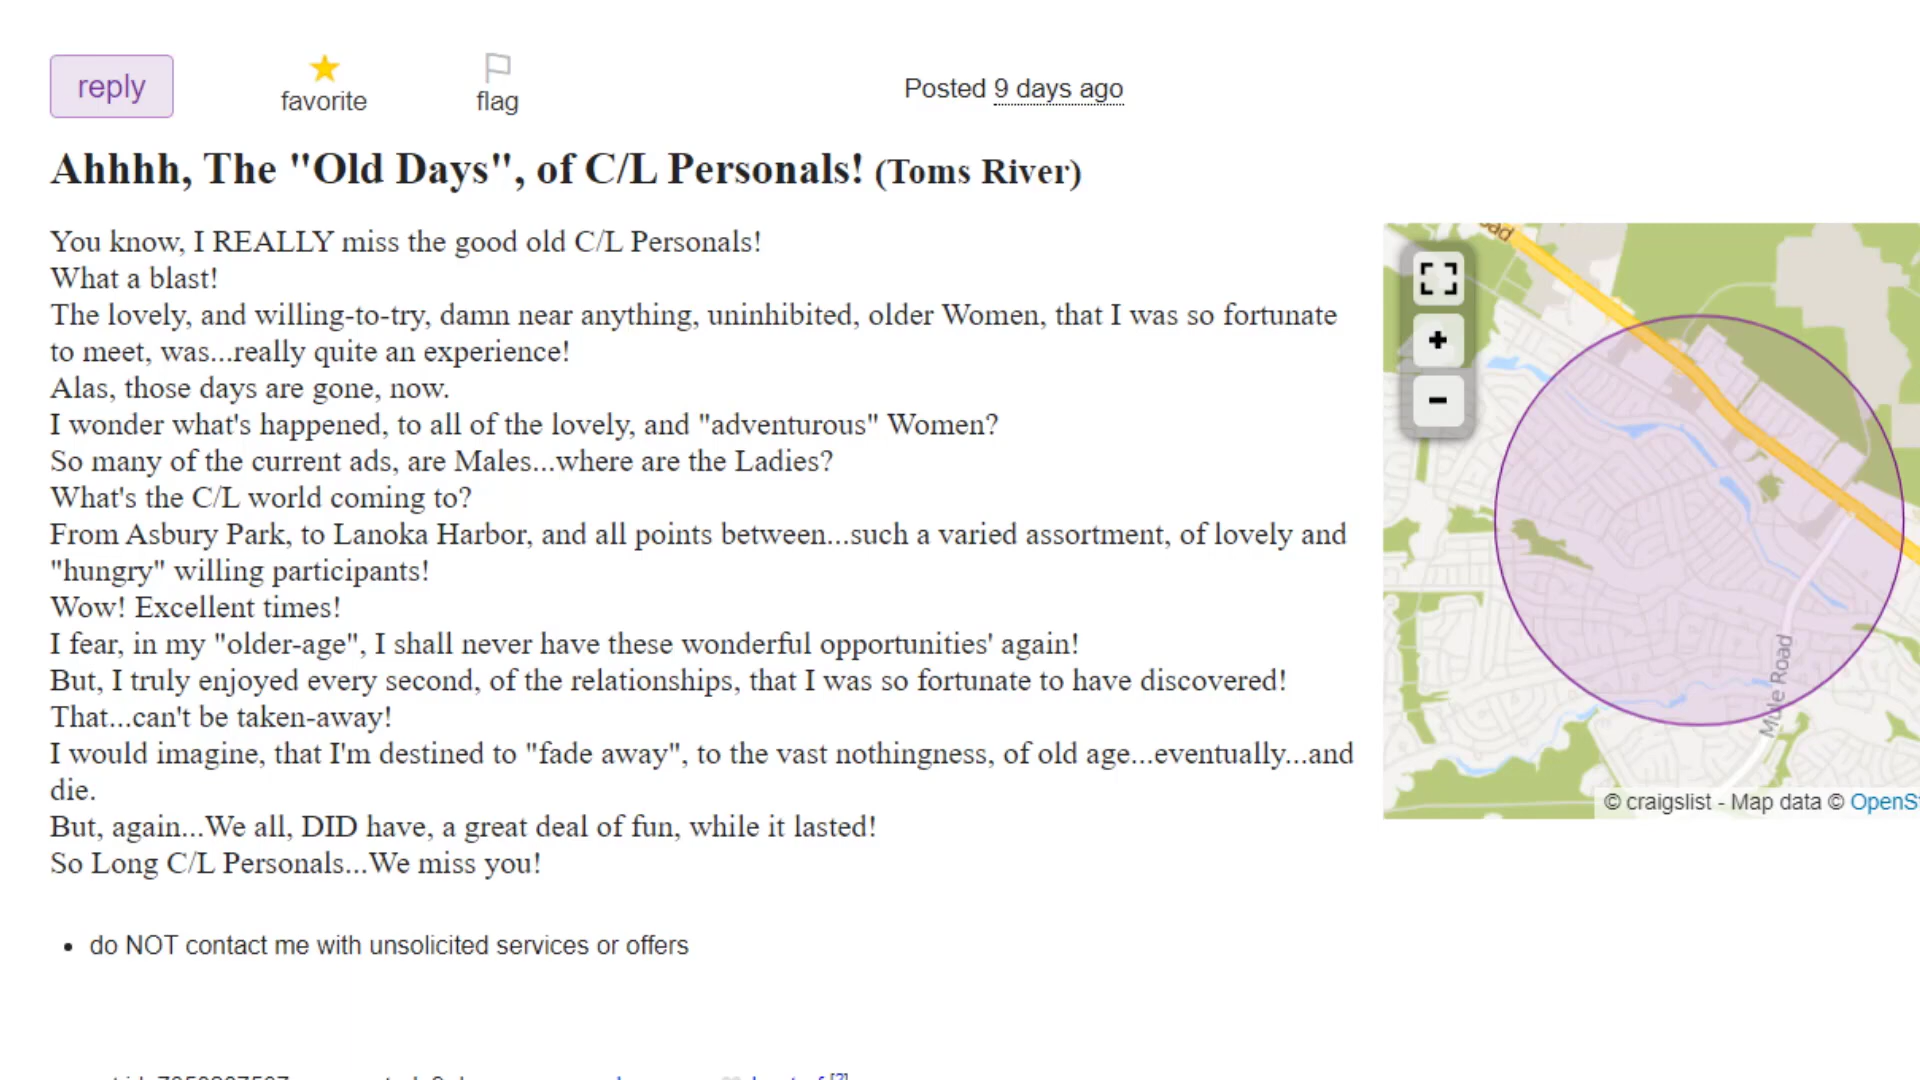 reply
favorite
flag
Posted 9 days ago
Ahhhh, The "Old Days", of C/L Personals! (Toms River)
You know, I REALLY miss the good old C/L Personals!
What a blast!
The lovely, and willing-to-try, damn near anything, uninhibited, older Women, that I was so fortunate
to meet, was...really quite an experience!
Alas, those days are gone, now.
I wonder what's happened, to all of the lovely, and "adventurous" Women?
So many of the current ads, are Males...where are the Ladies?
What's the C/L world coming to?
From Asbury Park, to Lanoka Harbor, and all points between...such a varied assortment, of lovely and
"hungry" willing participants!
Wow! Excellent times!
I fear, in my "older-age", I shall never have these wonderful opportunities' again!
But, I truly enjoyed every second, of the relationships, that I was so fortunate to have discovered!
That...can't be taken-away!
I would imagine, that I'm destined to "fade away", to the vast nothingness, of old age...eventually...and
die.
But, again...We all, DID have, a great deal of fun, while it lasted!
So Long C/L Personals...We miss you!
• do NOT contact me with unsolicited services or offers
Mule Road
© craigslist - Map data © OpenSt